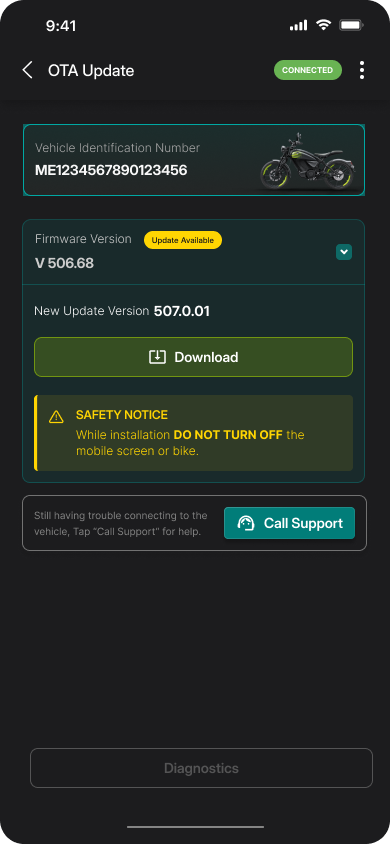 9:41
OTA Update
CONNECTED
Vehicle Identification Number
ME1234567890123456
Firmware Version
Update Available
V 506.68
New Update Version 507.0.01
Download
SAFETY NOTICE
While installation DO NOT TURN OFF the
mobile screen or bike.
Still having trouble connecting to the
vehicle, Tap “Call Support” for help.
Call Support
Diagnostics